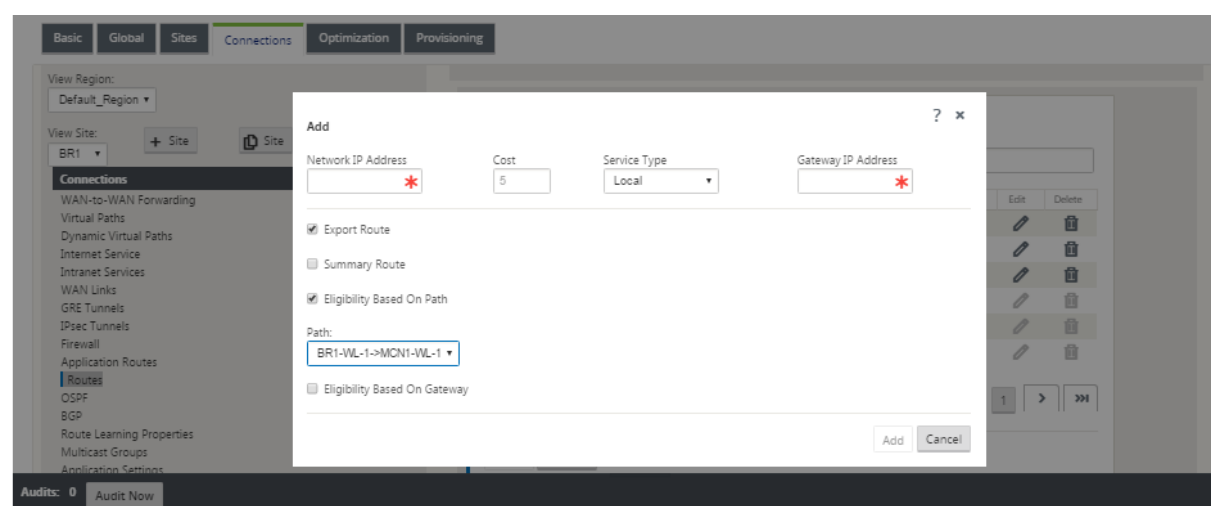 Basic Global Sites Connections Optimization Provisioning
View Region:
Default_Region
View Site:
BR1
+ Site
Site
Connections
WAN-to-WAN Forwarding
Virtual Paths
Dynamic Virtual Paths
Internet Service
Intranet Services
WAN Links
GRE Tunnels
IPsec Tunnels
Firewall
Application Routes
Routes
OSPF
BGP
Route Learning Properties
Multicast Groups
Application Settings
Add
? ×
Network IP Address Cost Service Type Gateway IP Address
* 5 Local *
Export Route
Summary Route
Eligibility Based On Path
Path:
BR1-WL-1->MCN1-WL-1
Eligibility Based On Gateway
Add Cancel
Edit Delete
1
Audits: 0 Audit Now